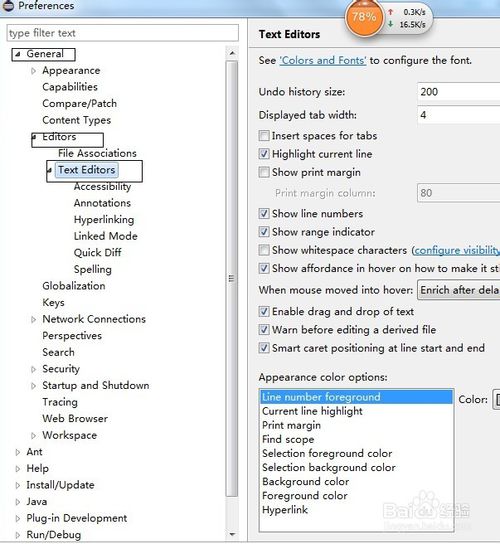 Preferences
78%
0.3K/s
16.5K/s
type filter text
General
Appearance
Capabilities
Compare/Patch
Content Types
Editors
File Associations
Text Editors
Accessibility
Annotations
Hyperlinking
Linked Mode
Quick Diff
Spelling
Globalization
Keys
Network Connections
Perspectives
Search
Security
Startup and Shutdown
Tracing
Web Browser
Workspace
Ant
Help
Install/Update
Java
Plug-in Development
Run/Debug
Text Editors
See 'Colors and Fonts' to configure the font.
Undo history size: 200
Displayed tab width: 4
Insert spaces for tabs
Highlight current line
Show print margin
Print margin column: 80
Show line numbers
Show range indicator
Show whitespace characters (configure visibility
Show affordance in hover on how to make it sti
When mouse moved into hover: Enrich after dela
Enable drag and drop of text
Warn before editing a derived file
Smart caret positioning at line start and end
Appearance color options:
Line number foreground
Color:
Current line highlight
Print margin
Find scope
Selection foreground color
Selection background color
Background color
Foreground color
Hyperlink
Baidu 经验
jingyan.baidu.com